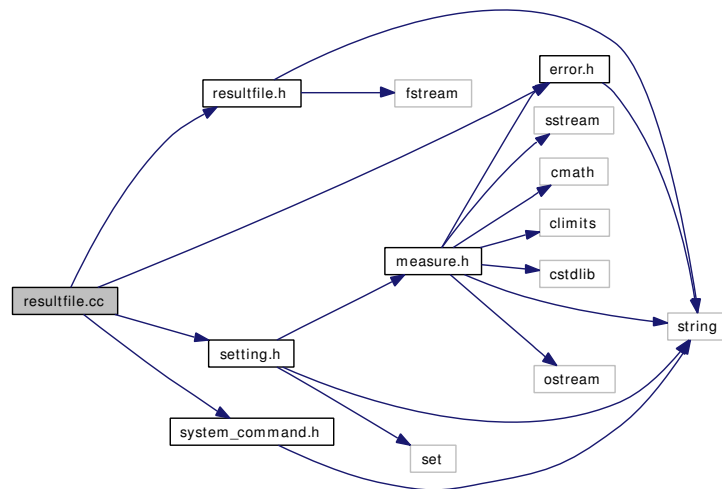 error.h
resultfile.h
fstream
sstream
cmath
climits
measure.h
cstdlib
resultfile.cc
string
setting.h
ostream
system_command.h
set